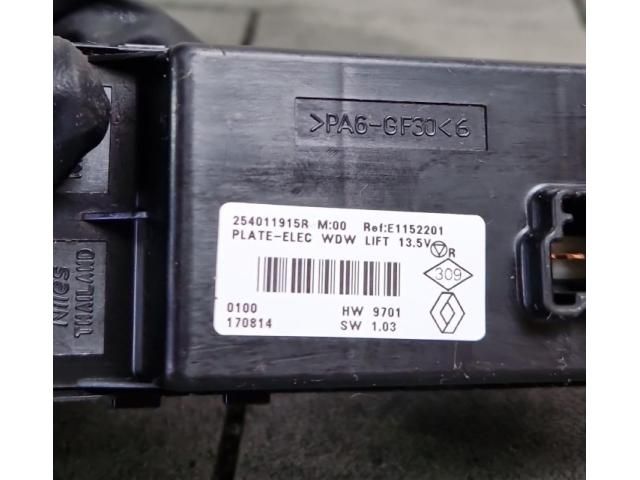 >PA6-GF30<6
254011915R M:00 Ref:E1152201
PLATE-ELEC WDW LIFT 13.5V R
309
0100 HW 9701
170814 SW 1.03
THAILAND